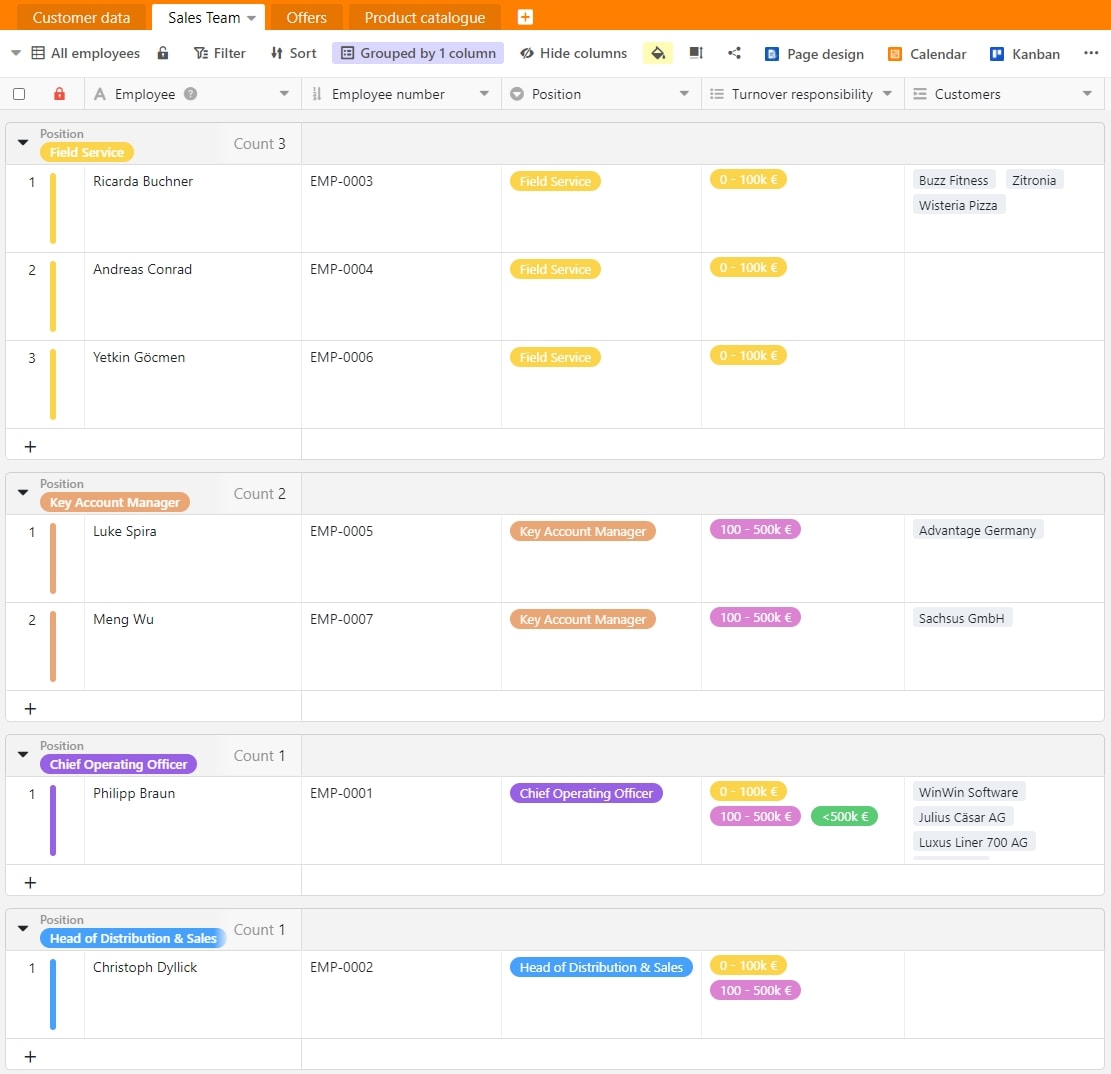 Customer data Sales Team Offers Product catalogue
All employees Filter Sort Grouped by 1 column Hide columns Page design Calendar Kanban
Employee Employee number Position Turnover responsibility Customers
Position
Field Service Count 3
1 Ricarda Buchner EMP-0003 Field Service 0 - 100k € Buzz Fitness Zitronia
Wisteria Pizza
2 Andreas Conrad EMP-0004 Field Service 0 - 100k €
3 Yetkin Göcmen EMP-0006 Field Service 0 - 100k €
Position
Key Account Manager Count 2
1 Luke Spira EMP-0005 Key Account Manager 100 - 500k € Advantage Germany
2 Meng Wu EMP-0007 Key Account Manager 100 - 500k € Sachsus GmbH
Position
Chief Operating Officer Count 1
1 Philipp Braun EMP-0001 Chief Operating Officer 0 - 100k € WinWin Software
100 - 500k € <500k € Julius Cäsar AG
Luxus Liner 700 AG
Position
Head of Distribution & Sales Count 1
1 Christoph Dyllick EMP-0002 Head of Distribution & Sales 0 - 100k €
100 - 500k €